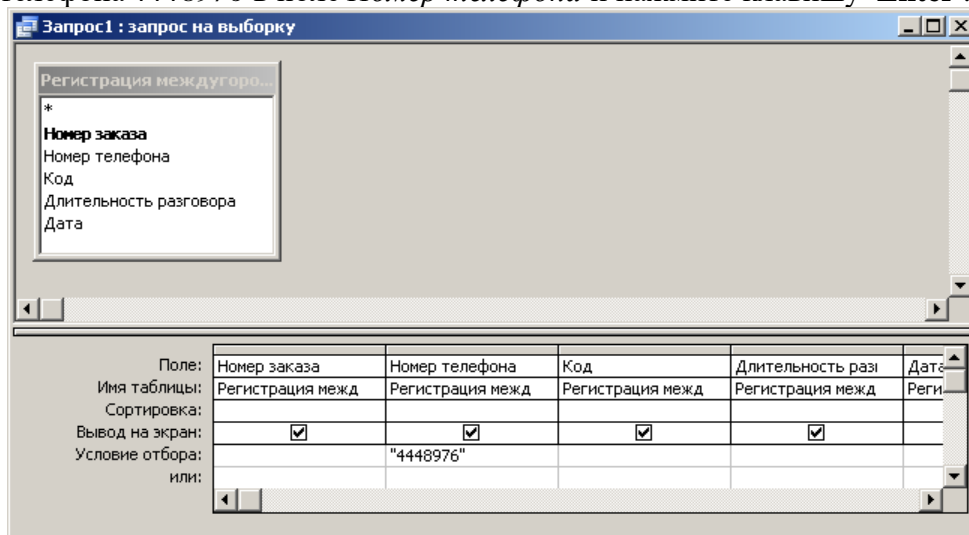 Запрос1 : запрос на выборку
Регистрация междугоро...
*
Номер заказа
Номер телефона
Код
Длительность разговора
Дата
Поле: Номер заказа Номер телефона Код Длительность разг Дата
Имя таблицы: Регистрация межд Регистрация межд Регистрация межд Регистрация межд Реги
Сортировка:
Вывод на экран:
Условие отбора: "4448976"
или: